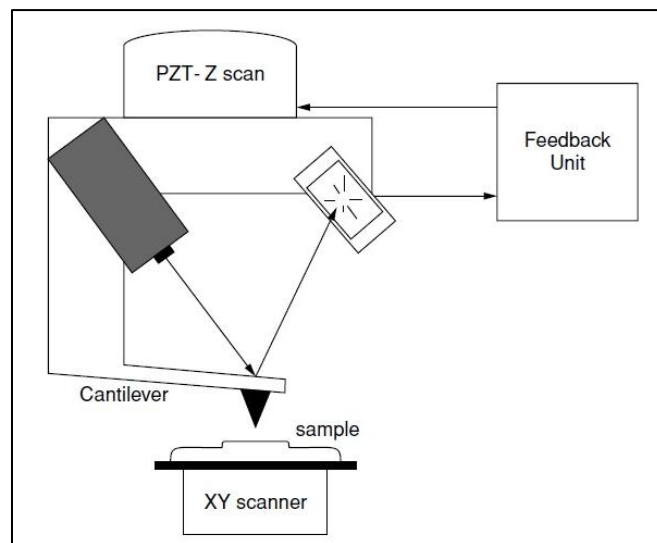 PZT- Z scan
Feedback
Unit
Cantilever
sample
XY scanner